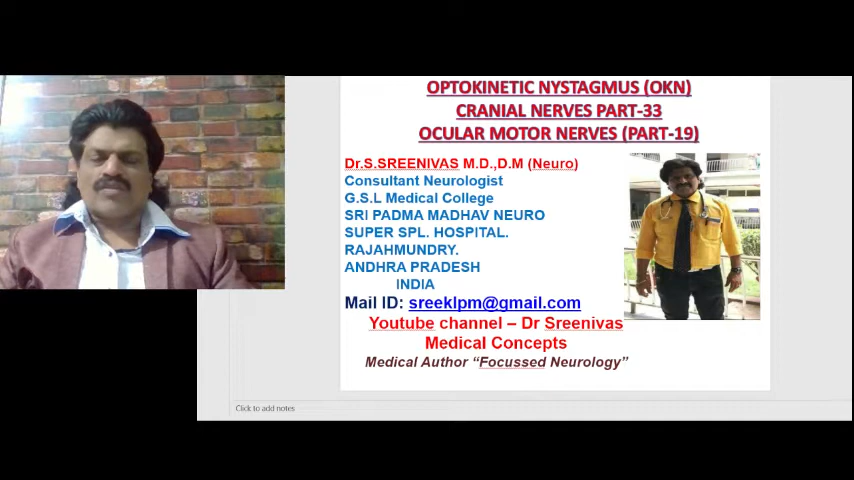 OPTOKINETIC NYSTAGMUS (OKN)
CRANIAL NERVES PART-33
OCULAR MOTOR NERVES (PART-19)
Dr.S.SREENIVAS M.D.,D.M (Neuro)
Consultant Neurologist
G.S.L Medical College
SRI PADMA MADHAV NEURO
SUPER SPL. HOSPITAL.
RAJAHMUNDRY.
ANDHRA PRADESH
INDIA
Mail ID: sreeklpm@gmail.com
Youtube channel – Dr Sreenivas
Medical Concepts
Medical Author “Focussed Neurology”
Click to add notes